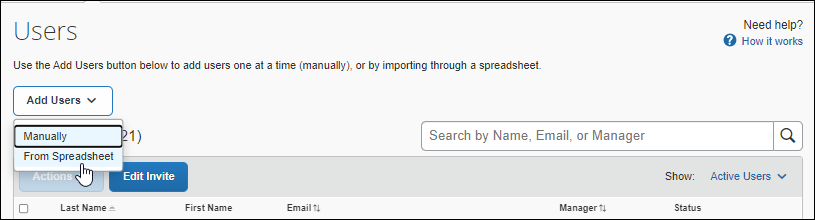 Users
Need help?
? How it works
Use the Add Users button below to add users one at a time (manually), or by importing through a spreadsheet.
Add Users
Manually
21)
Search by Name, Email, or Manager
From Spreadsheet
Actions
Edit Invite
Show: Active Users
Last Name First Name Email Manager Status